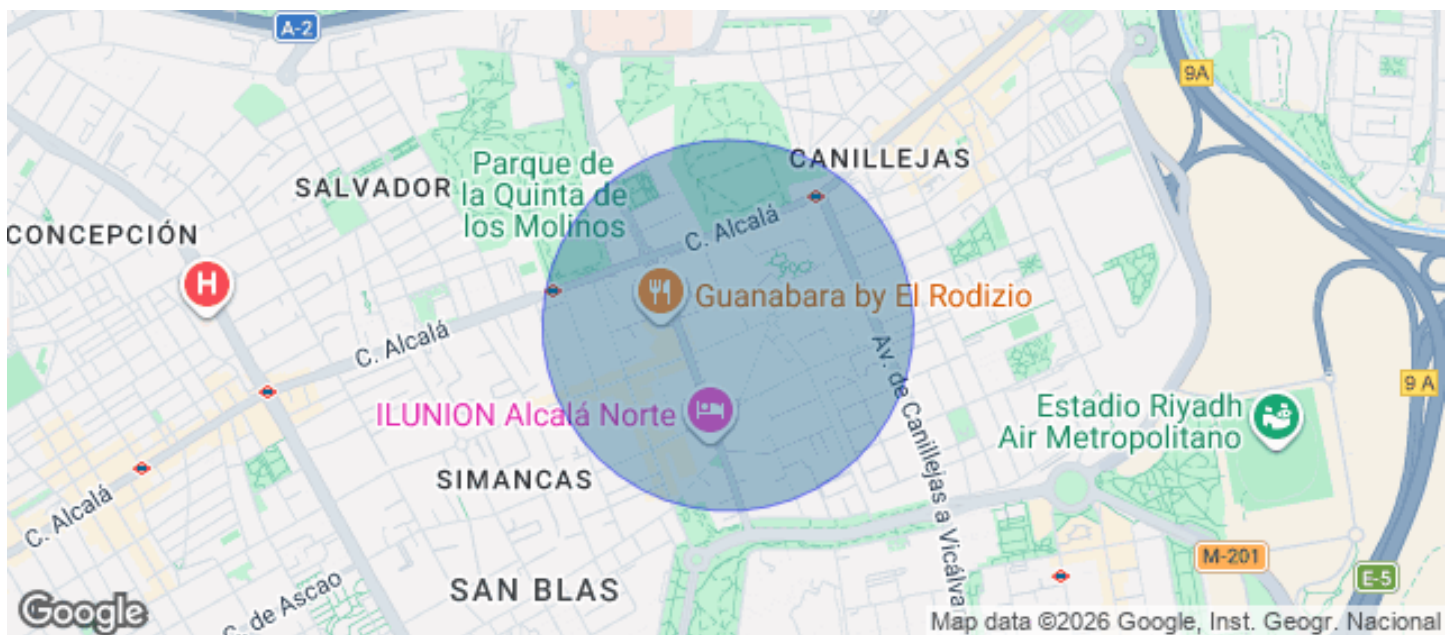 A-2
9A
CANILLEJAS
Parque de
la Quinta de
los Molinos
SALVADOR
CONCEPCIÓN
C. Alcalá
H
Guanabara by El Rodizio
C. Alcalá
Av. de Canillejas a Vicálvar
9 A
ILUNION Alcalá Norte
Estadio Riyadh
Air Metropolitano
SIMANCAS
C. Alcalá
M-201
E-5
SAN BLAS
C. de Ascao
Google
Map data ©2026 Google, Inst. Geogr. Nacional